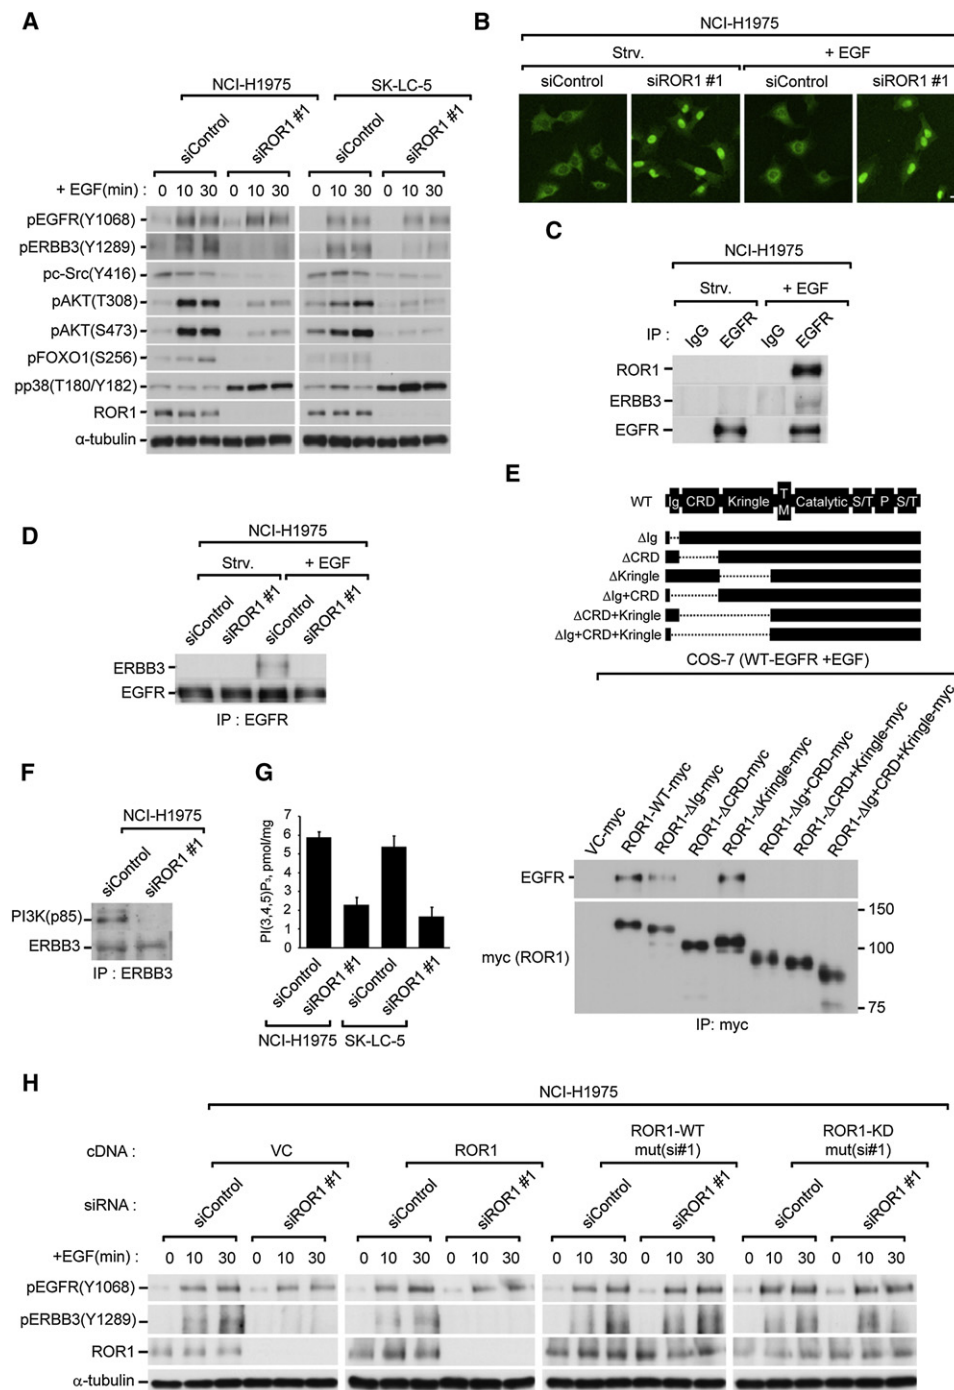 A
NCI-H1975 SK-LC-5
siControl siROR1 #1 siControl siROR1 #1
+ EGF(min) : 0 10 30 0 10 30 0 10 30 0 10 30
pEGFR(Y1068)
pERBB3(Y1289)
pc-Src(Y416)
pAKT(T308)
pAKT(S473)
pFOXO1(S256)
pp38(T180/Y182)
ROR1
α-tubulin
B
NCI-H1975
Strv. + EGF
siControl siROR1 #1 siControl siROR1 #1
C
NCI-H1975
Strv. + EGF
IP : IgG EGFR IgG EGFR
ROR1
ERBB3
EGFR
D
NCI-H1975
Strv. + EGF
siControl siROR1 #1 siControl siROR1 #1
ERBB3
EGFR
IP : EGFR
E
WT Ig CRD Kringle TM Catalytic S/T P S/T
ΔIg
ΔCRD
ΔKringle
ΔIg+CRD
ΔCRD+Kringle
ΔIg+CRD+Kringle
COS-7 (WT-EGFR +EGF)
VC-myc ROR1-WT-myc ROR1-ΔIg-myc ROR1-ΔCRD-myc ROR1-ΔKringle-myc ROR1-ΔIg+CRD-myc ROR1-ΔCRD+Kringle-myc ROR1-ΔIg+CRD+Kringle-myc
EGFR
myc (ROR1)
150
100
75
IP: myc
F
NCI-H1975
siControl siROR1 #1
PI3K(p85)
ERBB3
IP : ERBB3
G
PI(3,4,5)P₃, pmol/mg
7
6
5
4
3
2
1
0
siControl siROR1 #1 siControl siROR1 #1
NCI-H1975 SK-LC-5
H
NCI-H1975
cDNA : VC ROR1 ROR1-WT mut(si#1) ROR1-KD mut(si#1)
siRNA : siControl siROR1 #1 siControl siROR1 #1 siControl siROR1 #1 siControl siROR1 #1
+EGF(min) : 0 10 30 0 10 30 0 10 30 0 10 30 0 10 30 0 10 30 0 10 30 0 10 30
pEGFR(Y1068)
pERBB3(Y1289)
ROR1
α-tubulin